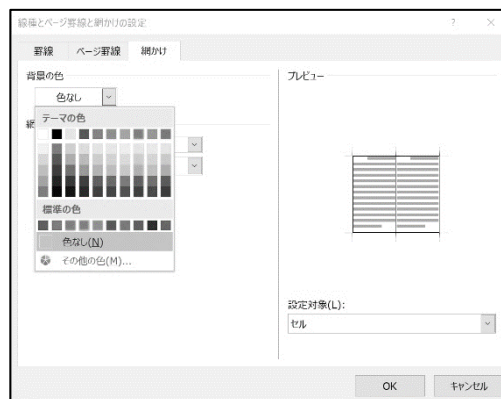 線種とページ罫線と網かけの設定
? ×
罫線 ページ罫線 網かけ
背景の色
色なし
テーマの色
標準の色
色なし(N)
その他の色(M)...
プレビュー
設定対象(L):
セル
OK キャンセル